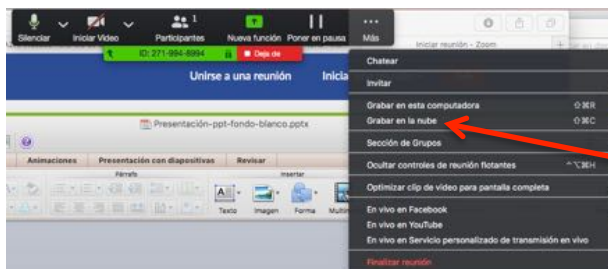 1
Silenciar Iniciar Video Participantes Nueva función Poner en pausa Más
Iniciar reunión - Zoom
ID: 271-994-8994 Deja de
Unirse a una reunión Inicia
Presentación-ppt-fondo-blanco.pptx
Animaciones Presentación con diapositivas Revisar
Párrafo Insertar
Texto Imagen Forma Multim
Chatear
Invitar
Grabar en esta computadora ⇧⌘R
Grabar en la nube ⇧⌘C
Sección de Grupos
Ocultar controles de reunión flotantes ^⌥⌘H
Optimizar clip de video para pantalla completa
En vivo en Facebook
En vivo en YouTube
En vivo en Servicio personalizado de transmisión en vivo
Finalizar reunión